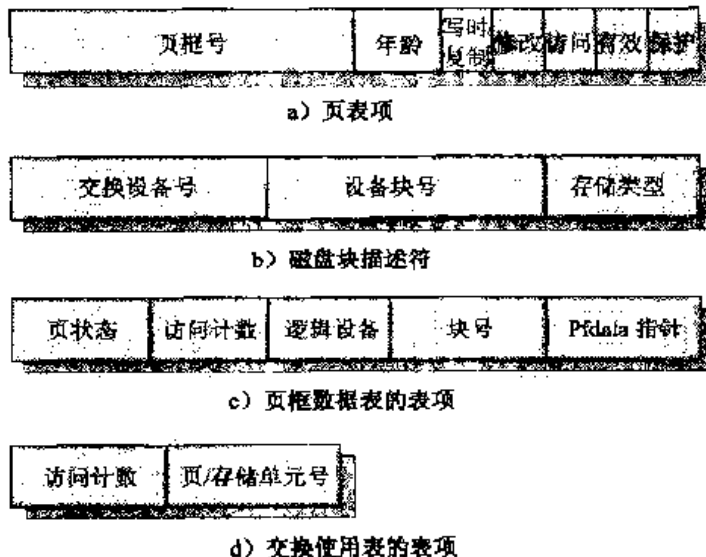 页框号 年龄 写时复制 修改 访问 有效 保护
a）页表项
交换设备号 设备块号 存储类型
b）磁盘块描述符
页状态 访问计数 逻辑设备 块号 Pfdata 指针
c）页框数据表的表项
访问计数 页/存储单元号
d）交换使用表的表项